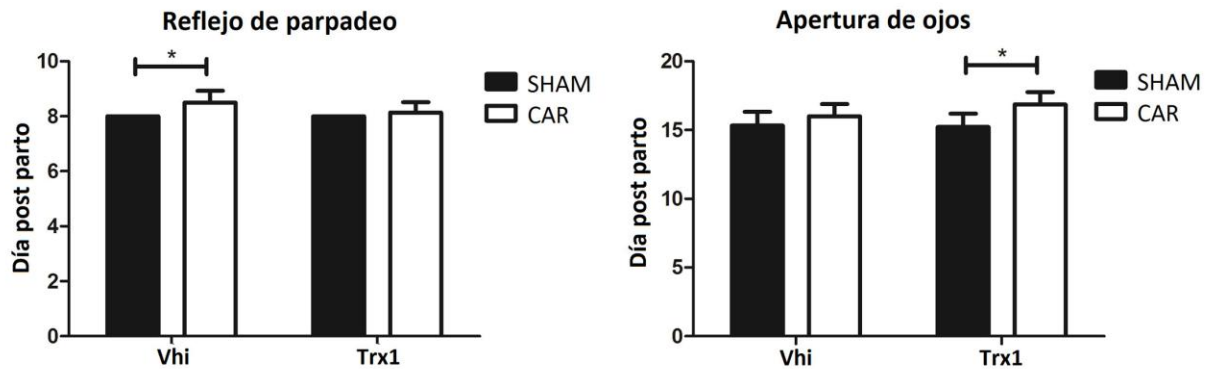 Reflejo de parpadeo
Día post parto
10
8
6
4
2
0
*
SHAM
CAR
Vhi
Trx1
Apertura de ojos
Día post parto
20
15
10
5
0
*
SHAM
CAR
Vhi
Trx1